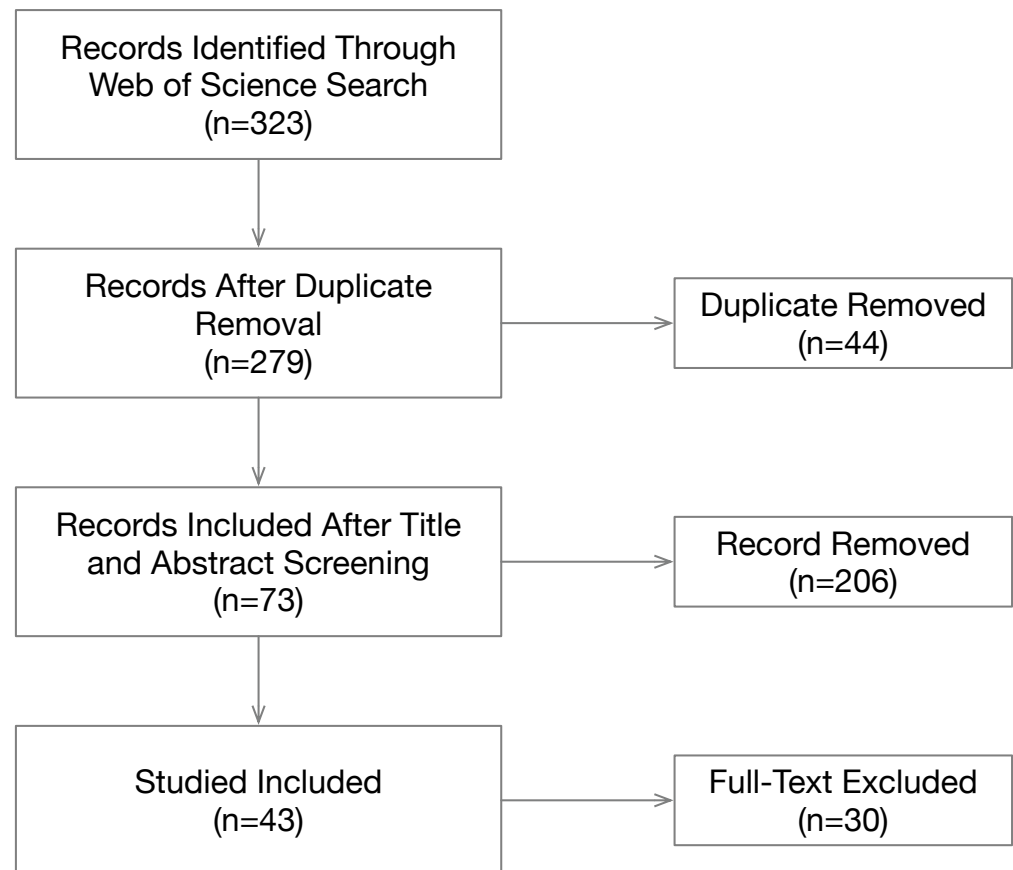 Records Identified Through
Web of Science Search
(n=323)
Records After Duplicate
Removal
(n=279)
Duplicate Removed
(n=44)
Records Included After Title
and Abstract Screening
(n=73)
Record Removed
(n=206)
Studied Included
(n=43)
Full-Text Excluded
(n=30)